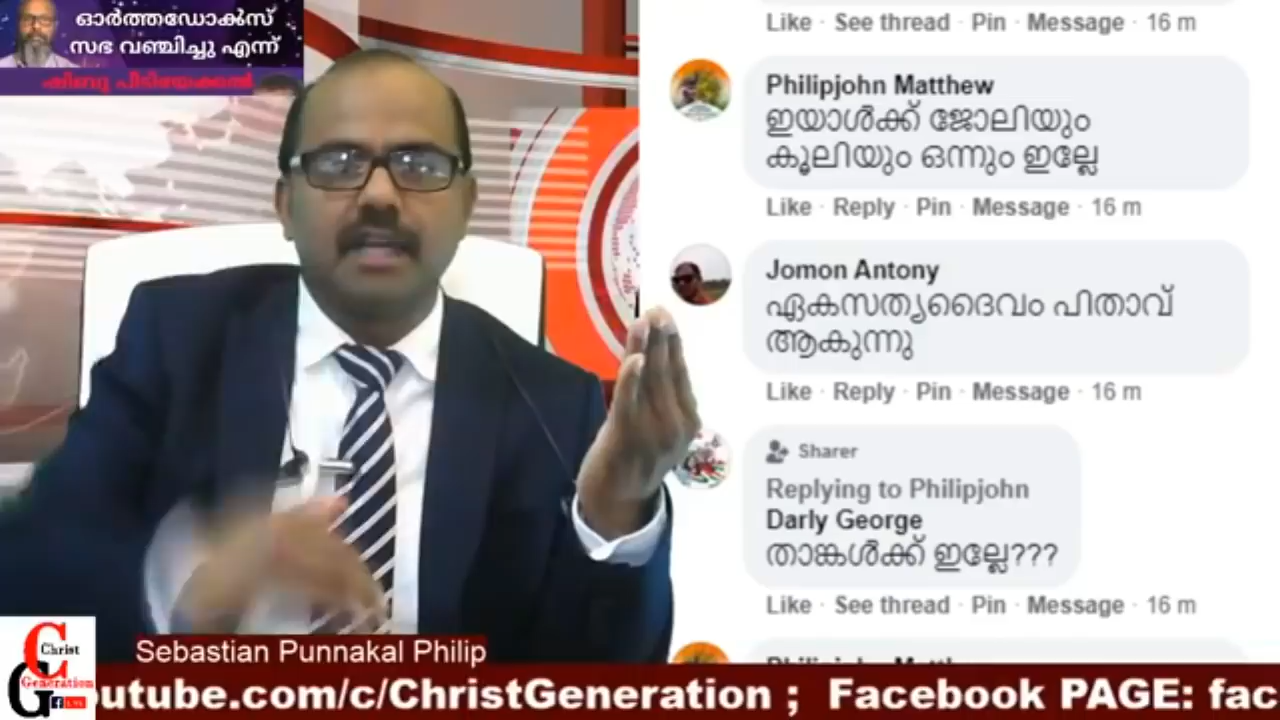 ഓർത്തഡോക്സ്
സഭ വഞ്ചിച്ചു എന്ന്
ഷിബു പീടിയേക്കൽ
Like · See thread · Pin · Message · 16 m
Philipjohn Matthew
ഇയാൾക്ക് ജോലിയും
കൂലിയും ഒന്നും ഇല്ലേ
Like · Reply · Pin · Message · 16 m
Jomon Antony
ഏകസത്യദൈവം പിതാവ്
ആകുന്നു
Like · Reply · Pin · Message · 16 m
Sharer
Replying to Philipjohn
Darly George
താങ്കൾക്ക് ഇല്ലേ???
Like · See thread · Pin · Message · 16 m
Sebastian Punnakal Philip
Christ
Generation
outube.com/c/ChristGeneration ; Facebook PAGE: fac